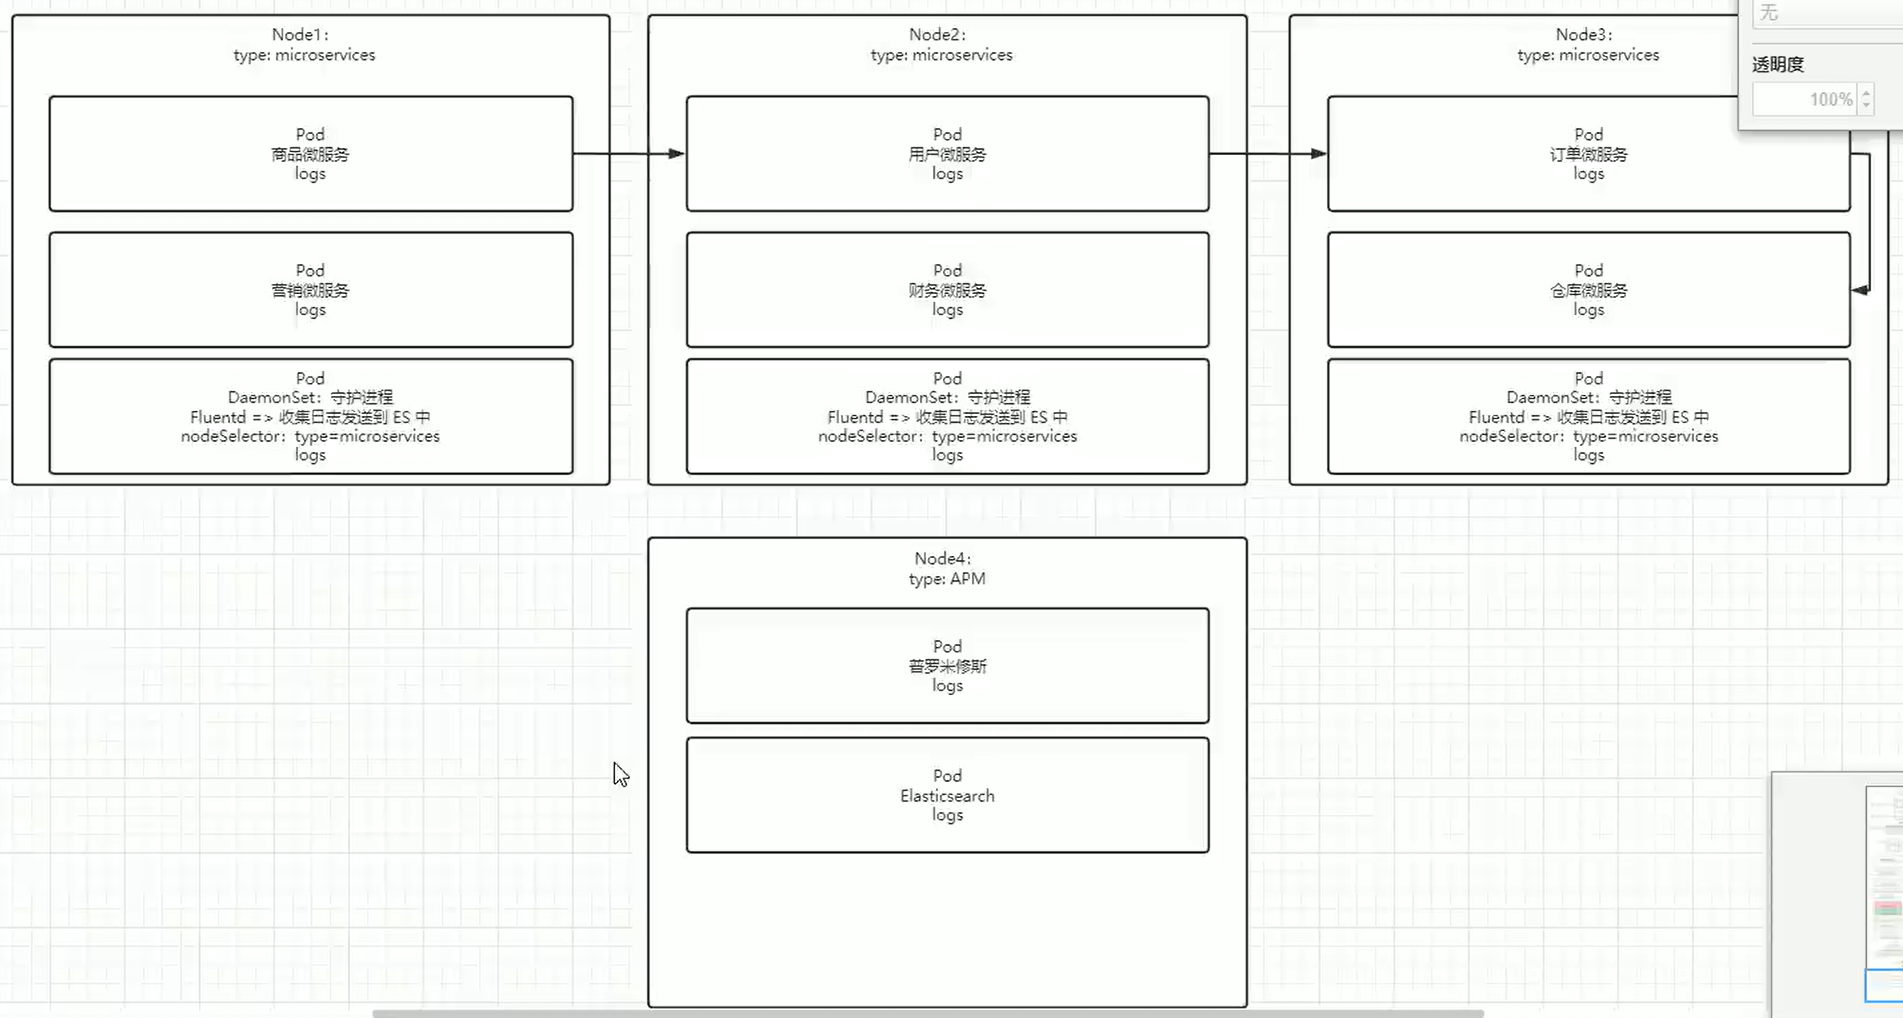 Node1:
type: microservices
Pod
商品微服务
logs
Pod
营销微服务
logs
Pod
DaemonSet：守护进程
Fluentd => 收集日志发送到 ES 中
nodeSelector：type=microservices
logs
Node2:
type: microservices
Pod
用户微服务
logs
Pod
财务微服务
logs
Pod
DaemonSet：守护进程
Fluentd => 收集日志发送到 ES 中
nodeSelector：type=microservices
logs
Node3:
type: microservices
Pod
订单微服务
logs
Pod
仓库微服务
logs
Pod
DaemonSet：守护进程
Fluentd => 收集日志发送到 ES 中
nodeSelector：type=microservices
logs
无
透明度
100%
Node4:
type: APM
Pod
普罗米修斯
logs
Pod
Elasticsearch
logs